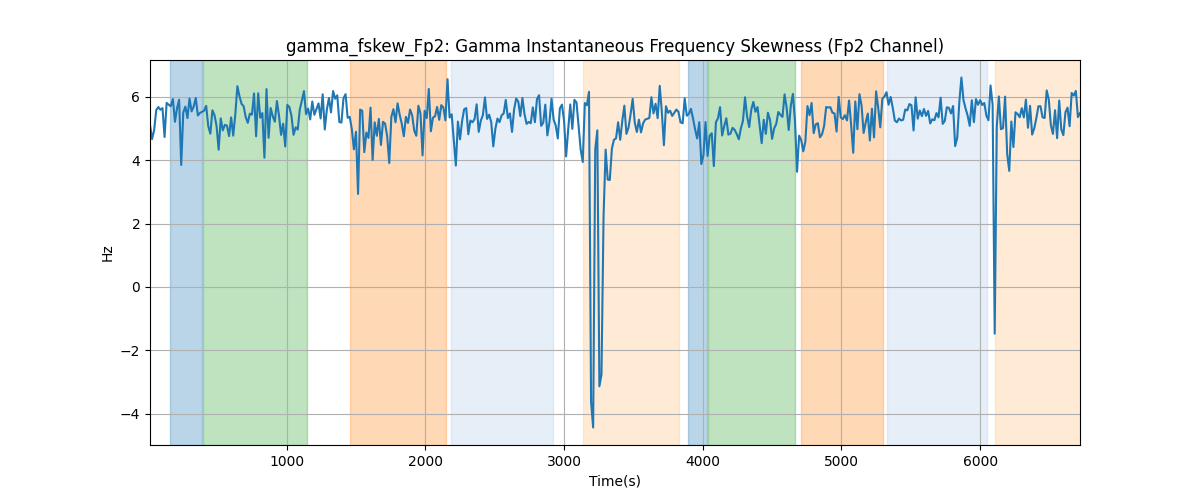 gamma_fskew_Fp2: Gamma Instantaneous Frequency Skewness (Fp2 Channel)
6
4
2
0
−2
−4
Hz
1000 2000 3000 4000 5000 6000
Time(s)